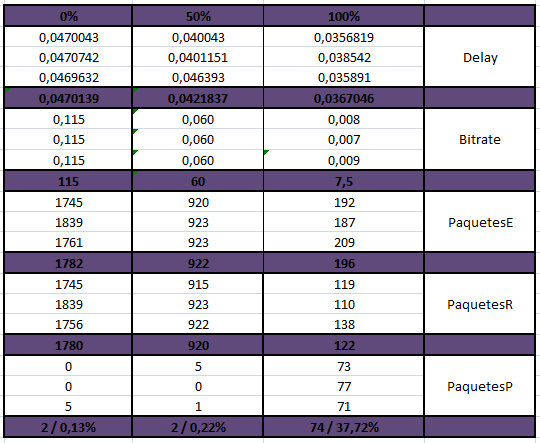 0% 50% 100%
0,0470043 0,040043 0,0356819
0,0470742 0,0401151 0,038542 Delay
0,0469632 0,046393 0,035891
0,0470139 0,0421837 0,0367046
0,115 0,060 0,008
0,115 0,060 0,007 Bitrate
0,115 0,060 0,009
115 60 7,5
1745 920 192
1839 923 187 PaquetesE
1761 923 209
1782 922 196
1745 915 119
1839 923 110 PaquetesR
1756 922 138
1780 920 122
0 5 73
0 0 77 PaquetesP
5 1 71
2 / 0,13% 2 / 0,22% 74 / 37,72%